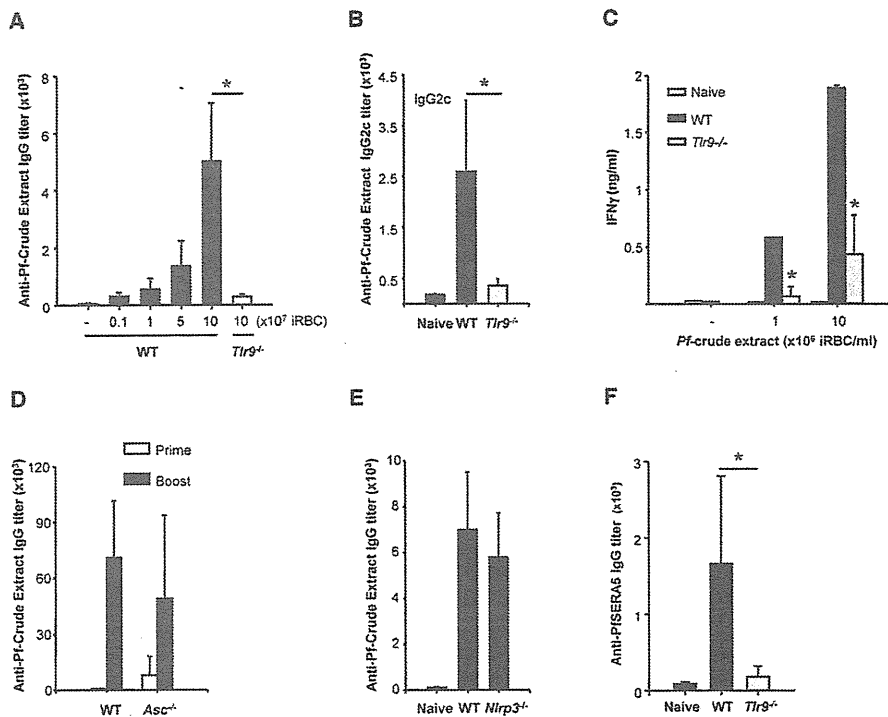 A
Anti-Pf-Crude Extract IgG titer (x10³)
8
6
4
2
0
*
- 0.1 1 5 10 10 (x10⁷ iRBC)
WT Tlr9-/-
B
Anti-Pf-Crude Extract IgG2c titer (x10³)
IgG2c
4.5
3.5
2.5
1.5
0.5
*
Naive WT Tlr9-/-
C
IFNγ (ng/ml)
2
1.5
1
0.5
Naive
WT
Tlr9-/-
*
*
- 1 10
Pf-crude extract (x10⁶ iRBC/ml)
D
Anti-Pf-Crude Extract IgG titer (x10³)
120
90
60
30
0
Prime
Boost
WT Asc-/-
E
Anti-Pf-Crude Extract IgG titer (x10³)
10
8
6
4
2
0
Naive WT Nlrp3-/-
F
Anti-PfSERA5 IgG titer (x10³)
3
2
1
0
*
Naive WT Tlr9-/-